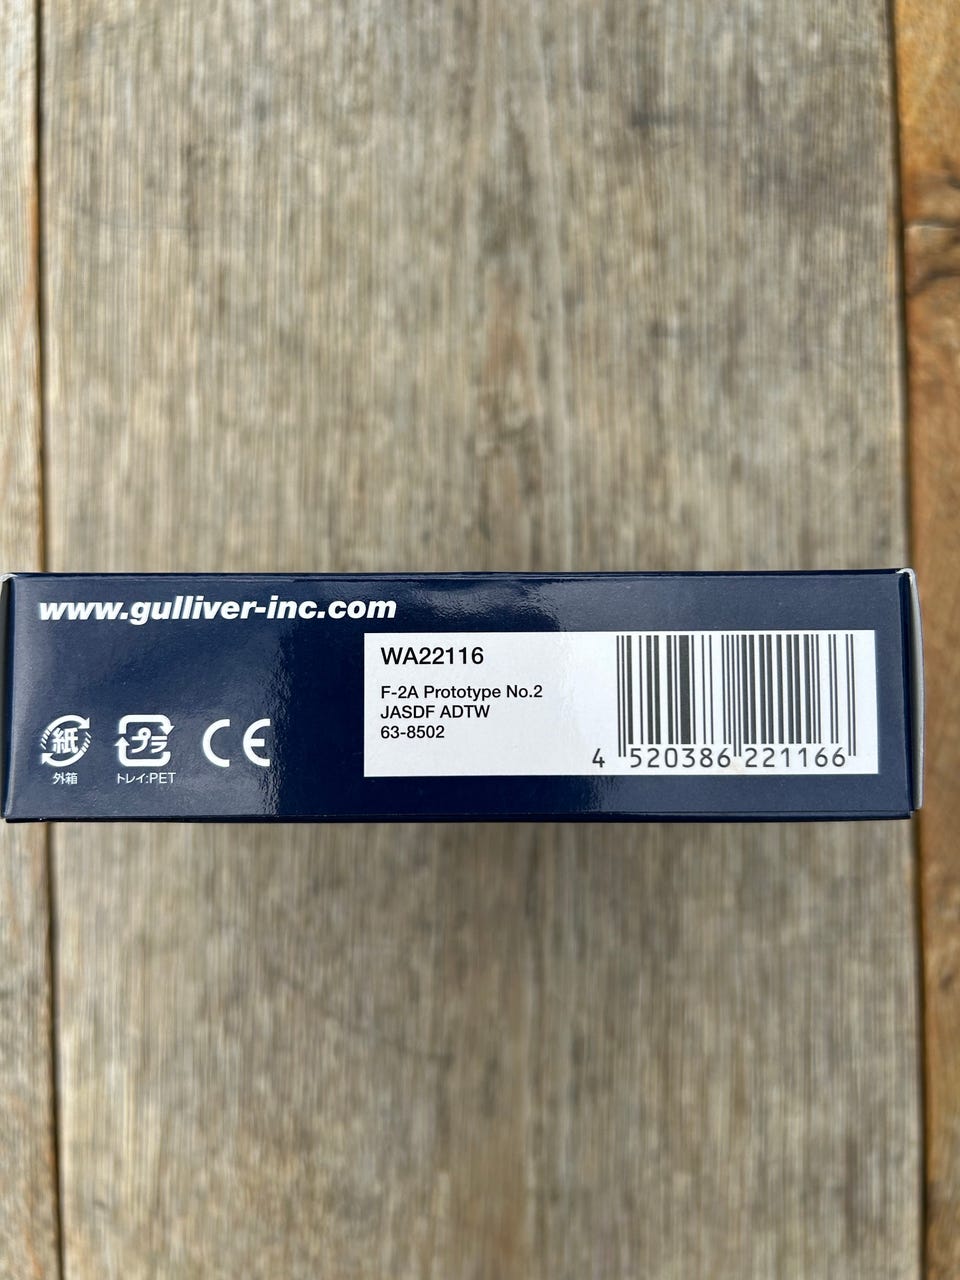 www.gulliver-inc.com
WA22116
F-2A Prototype No.2
JASDF ADTW
63-8502
4 520386 221166
紙
外箱
プラ
トレイ:PET
CE